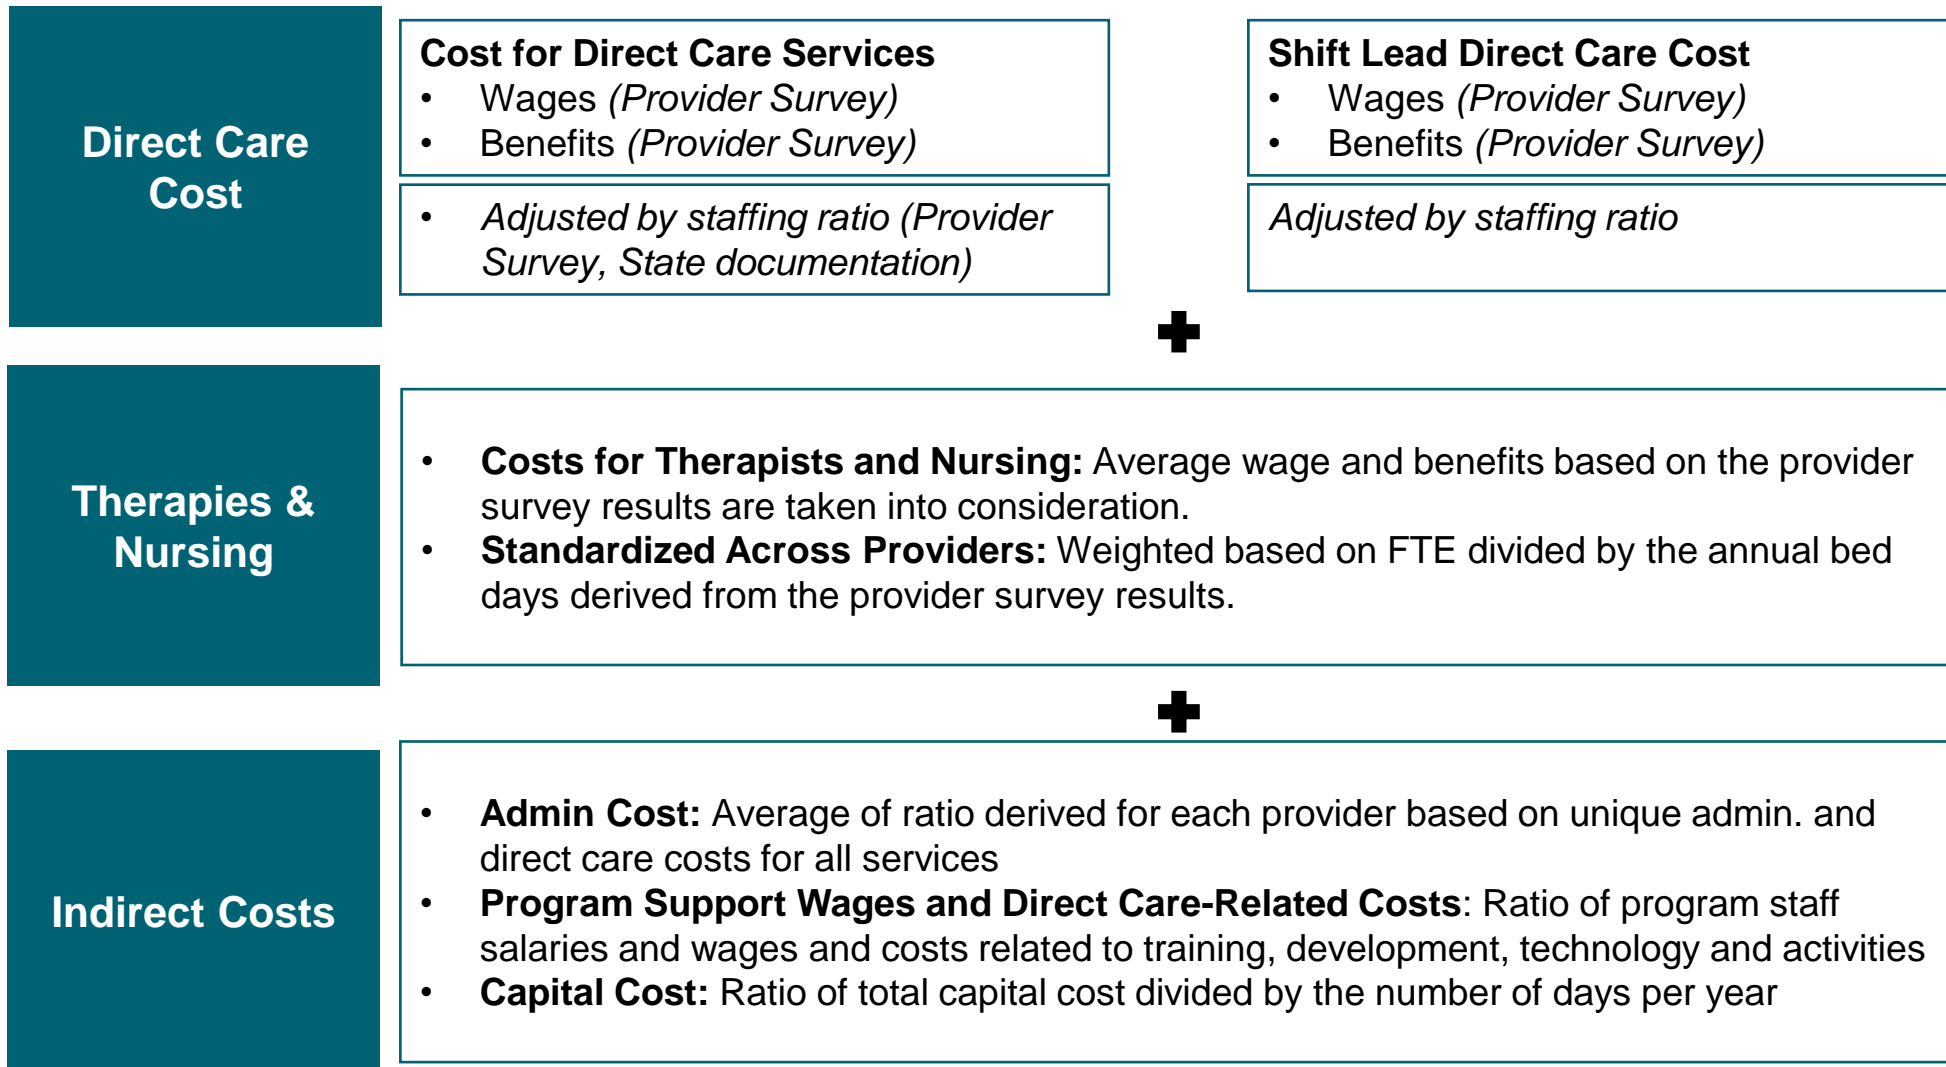 Direct Care
Cost
Cost for Direct Care Services
• Wages (Provider Survey)
• Benefits (Provider Survey)
• Adjusted by staffing ratio (Provider
Survey, State documentation)
Shift Lead Direct Care Cost
• Wages (Provider Survey)
• Benefits (Provider Survey)
Adjusted by staffing ratio
+
Therapies &
Nursing
• Costs for Therapists and Nursing: Average wage and benefits based on the provider
survey results are taken into consideration.
• Standardized Across Providers: Weighted based on FTE divided by the annual bed
days derived from the provider survey results.
+
Indirect Costs
• Admin Cost: Average of ratio derived for each provider based on unique admin. and
direct care costs for all services
• Program Support Wages and Direct Care-Related Costs: Ratio of program staff
salaries and wages and costs related to training, development, technology and activities
• Capital Cost: Ratio of total capital cost divided by the number of days per year